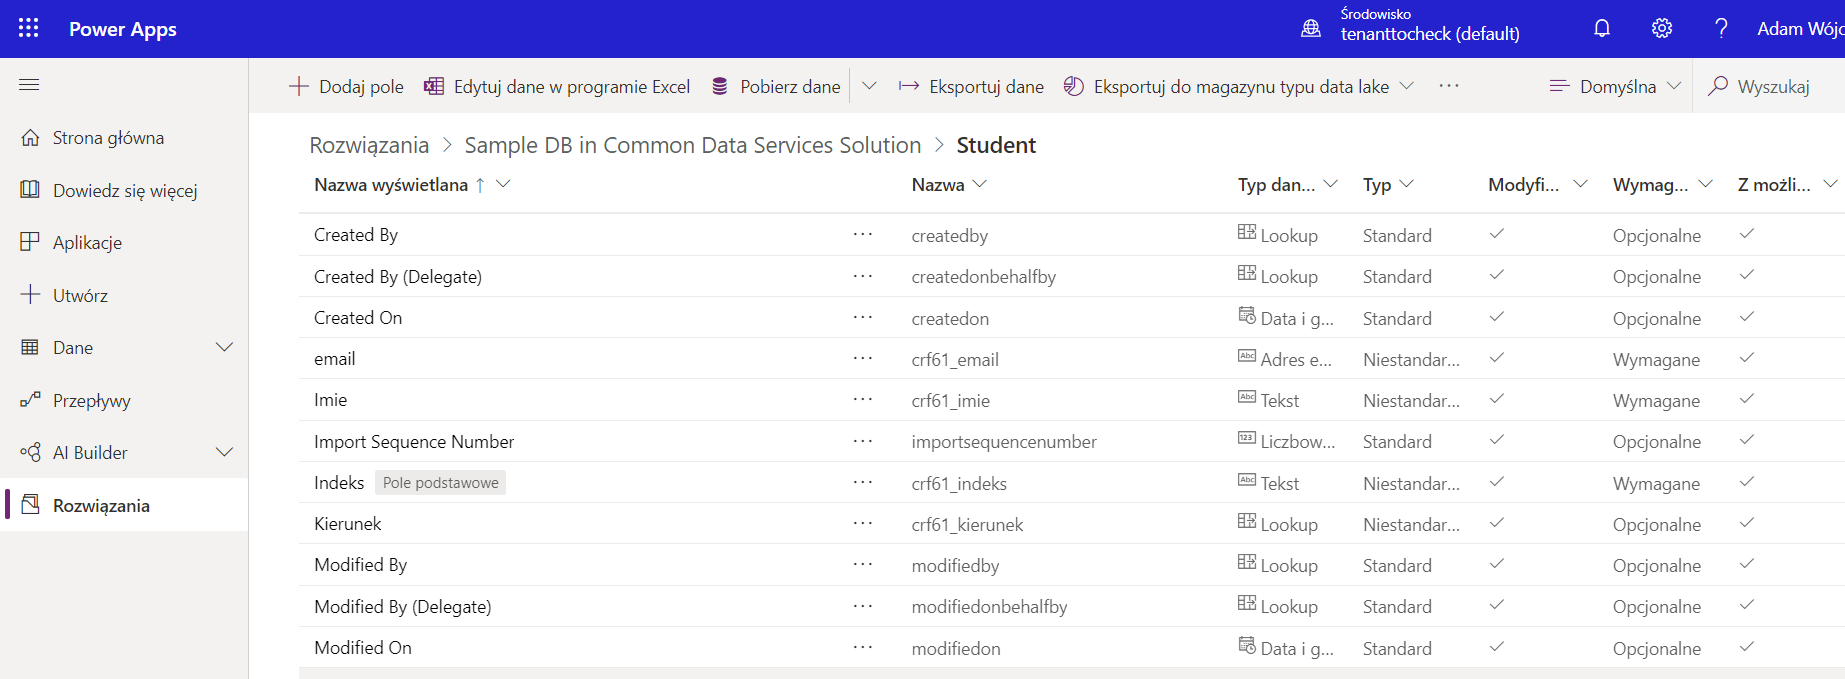 Power Apps
Środowisko
tenanttocheck (default)
?
Adam Wójc
Dodaj pole
Edytuj dane w programie Excel
Pobierz dane
Eksportuj dane
Eksportuj do magazynu typu data lake
...
Domyślna
Wyszukaj
Strona główna
Dowiedz się więcej
Aplikacje
Utwórz
Dane
Przepływy
AI Builder
Rozwiązania
Rozwiązania > Sample DB in Common Data Services Solution > Student
Nazwa wyświetlana ↑ Nazwa Typ dan... Typ Modyfi... Wymag... Z możli...
Created By ... createdby Lookup Standard ✓ Opcjonalne ✓
Created By (Delegate) ... createdonbehalfby Lookup Standard ✓ Opcjonalne ✓
Created On ... createdon Data i g... Standard ✓ Opcjonalne ✓
email ... crf61_email Abc Adres e... Niestandar... ✓ Wymagane ✓
Imie ... crf61_imie Abc Tekst Niestandar... ✓ Wymagane ✓
Import Sequence Number ... importsequencenumber 123 Liczbow... Standard ✓ Opcjonalne ✓
Indeks Pole podstawowe ... crf61_indeks Abc Tekst Niestandar... ✓ Wymagane ✓
Kierunek ... crf61_kierunek Lookup Niestandar... ✓ Opcjonalne ✓
Modified By ... modifiedby Lookup Standard ✓ Opcjonalne ✓
Modified By (Delegate) ... modifiedonbehalfby Lookup Standard ✓ Opcjonalne ✓
Modified On ... modifiedon Data i g... Standard ✓ Opcjonalne ✓